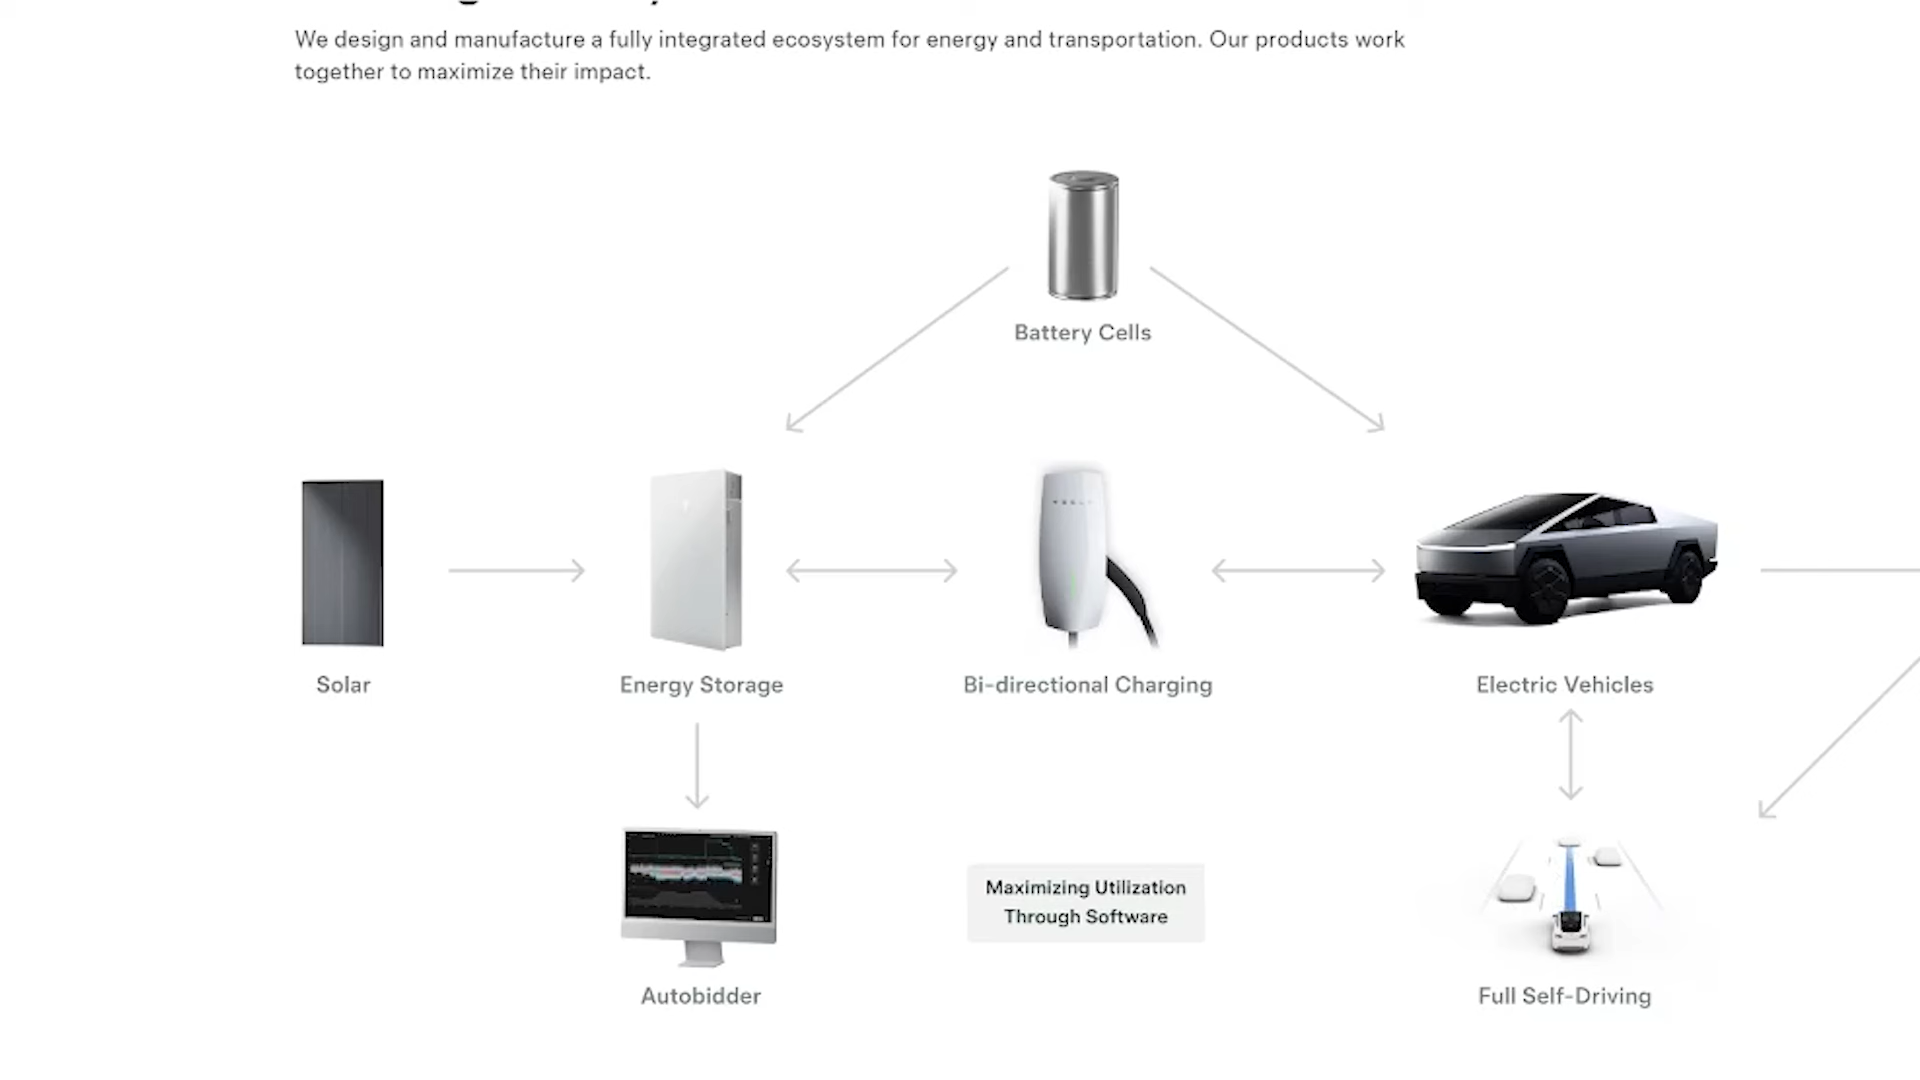 We design and manufacture a fully integrated ecosystem for energy and transportation. Our products work
together to maximize their impact.
Battery Cells
Solar
Energy Storage
Bi-directional Charging
Electric Vehicles
Maximizing Utilization
Through Software
Autobidder
Full Self-Driving